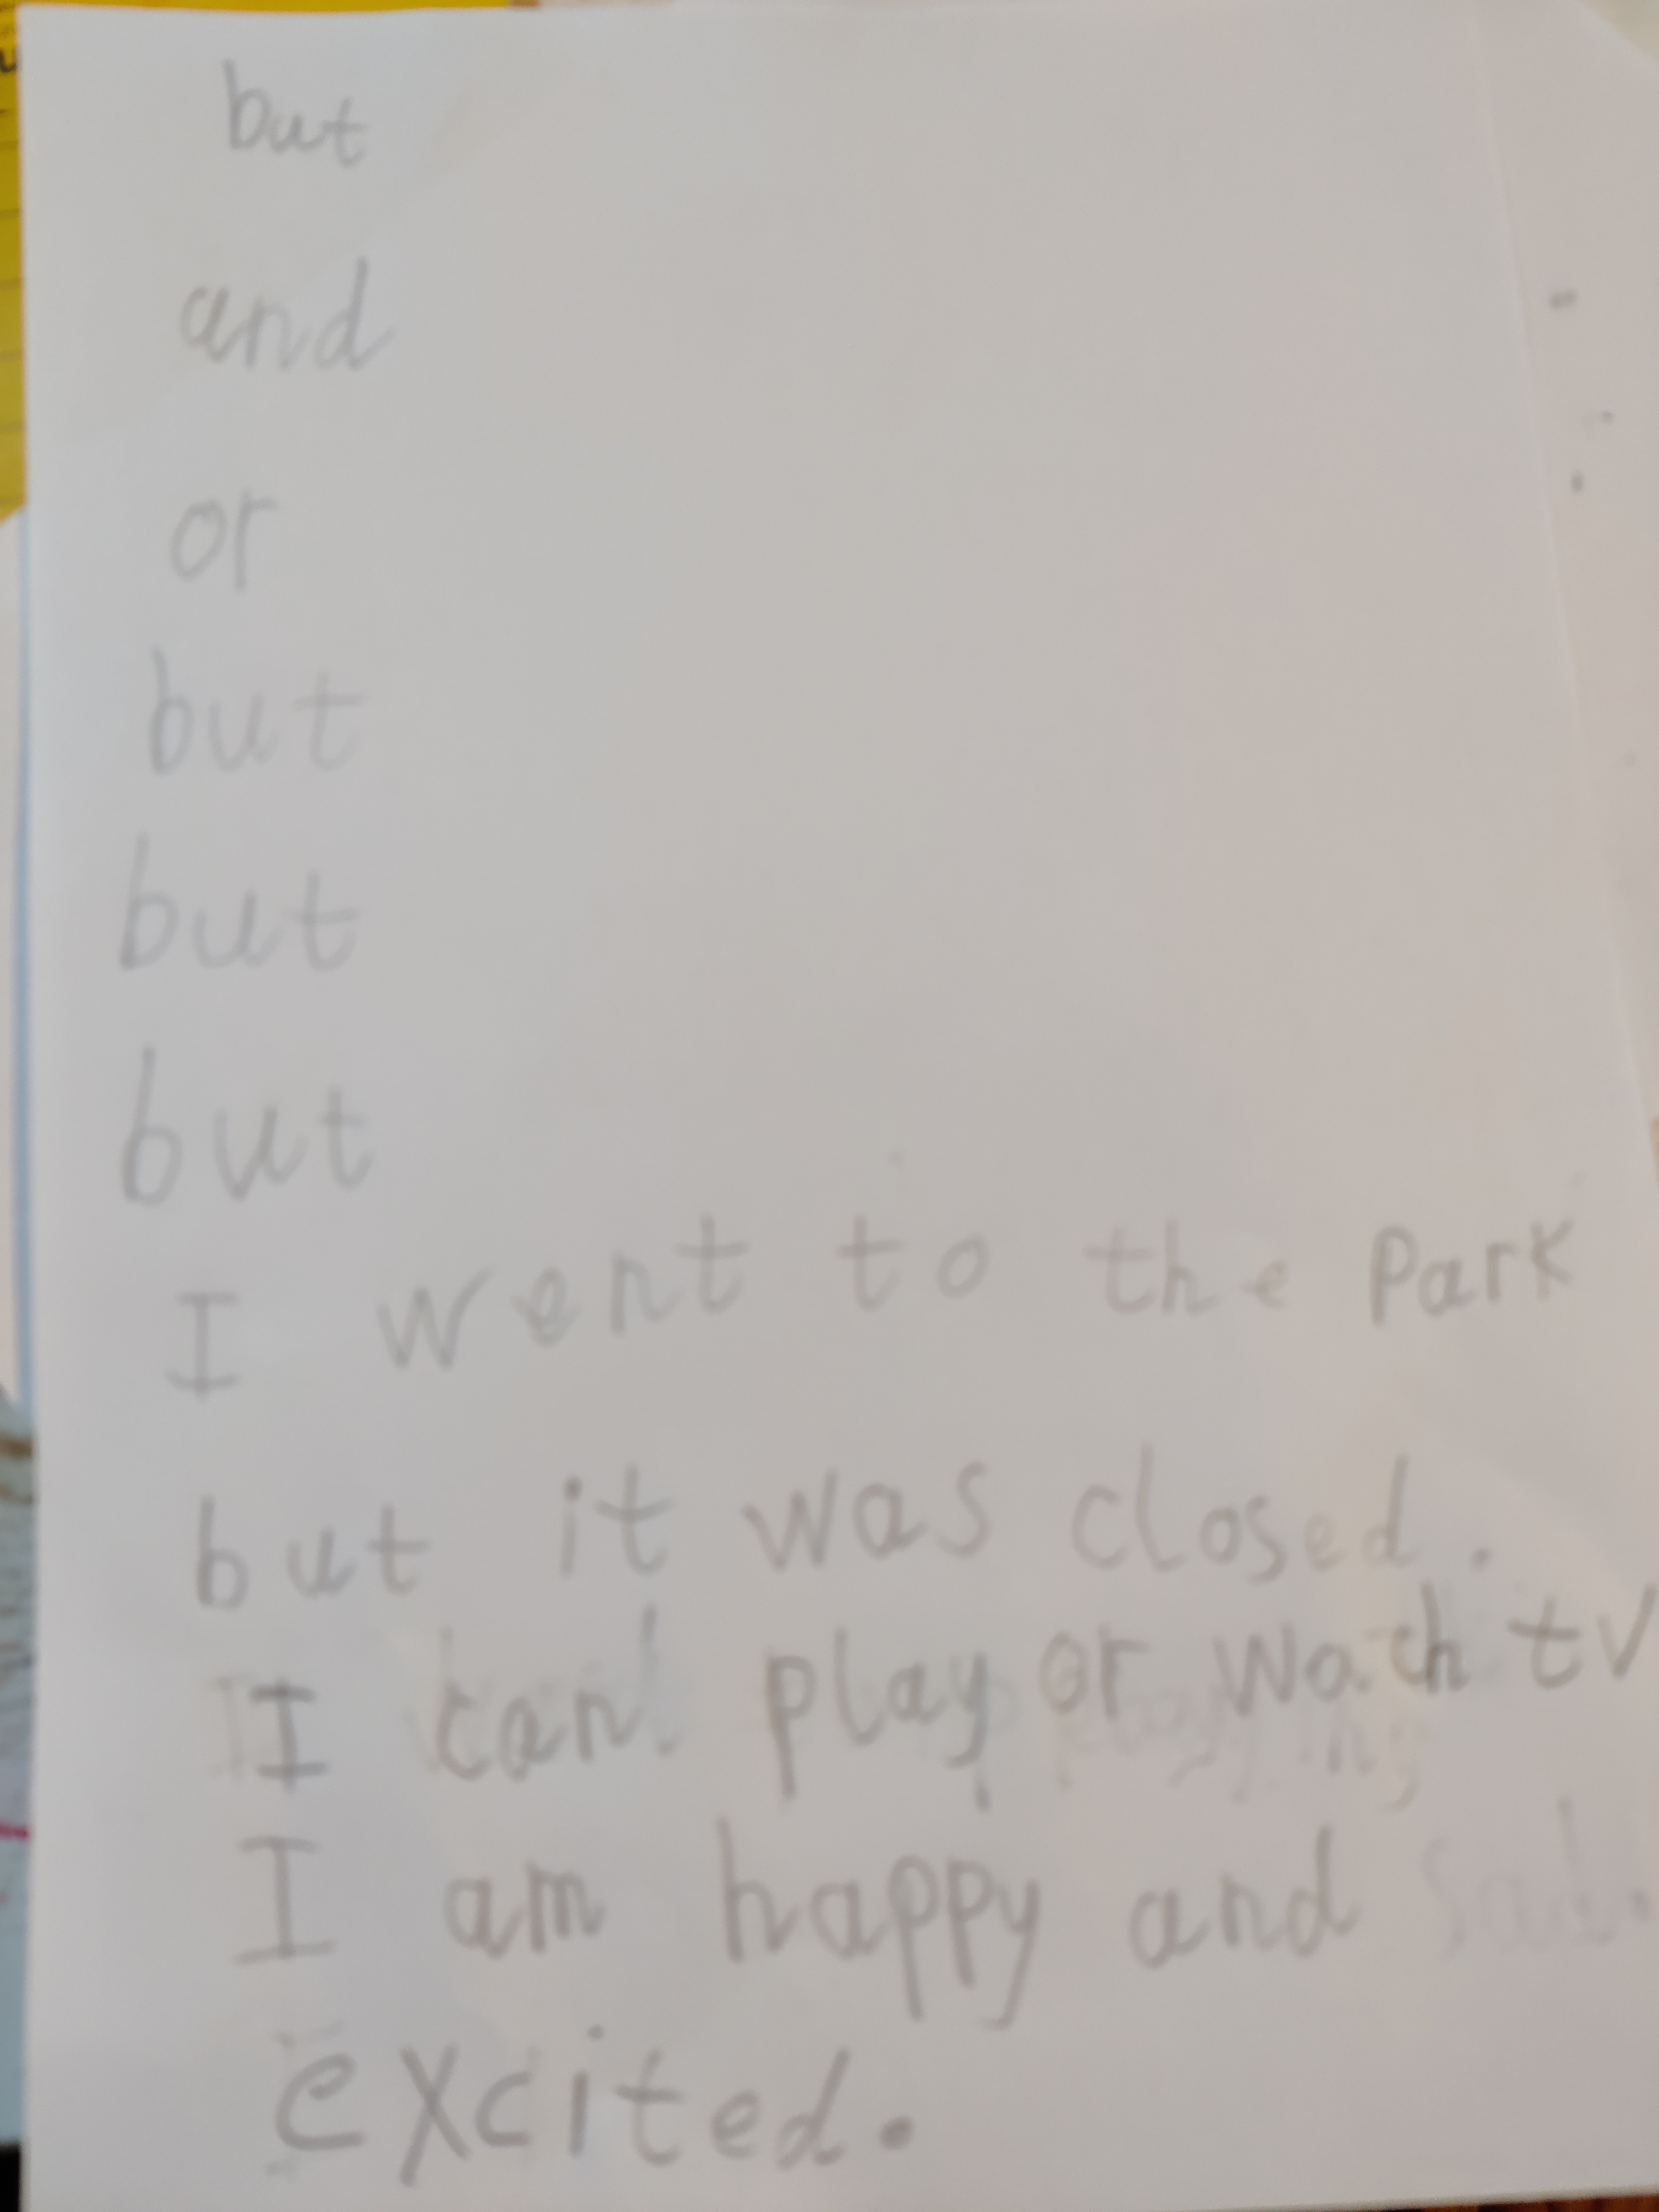 but
and
or
but
but
but
I went to the Park
but it was closed.
I can play or wach tv
I am happy and
excited.